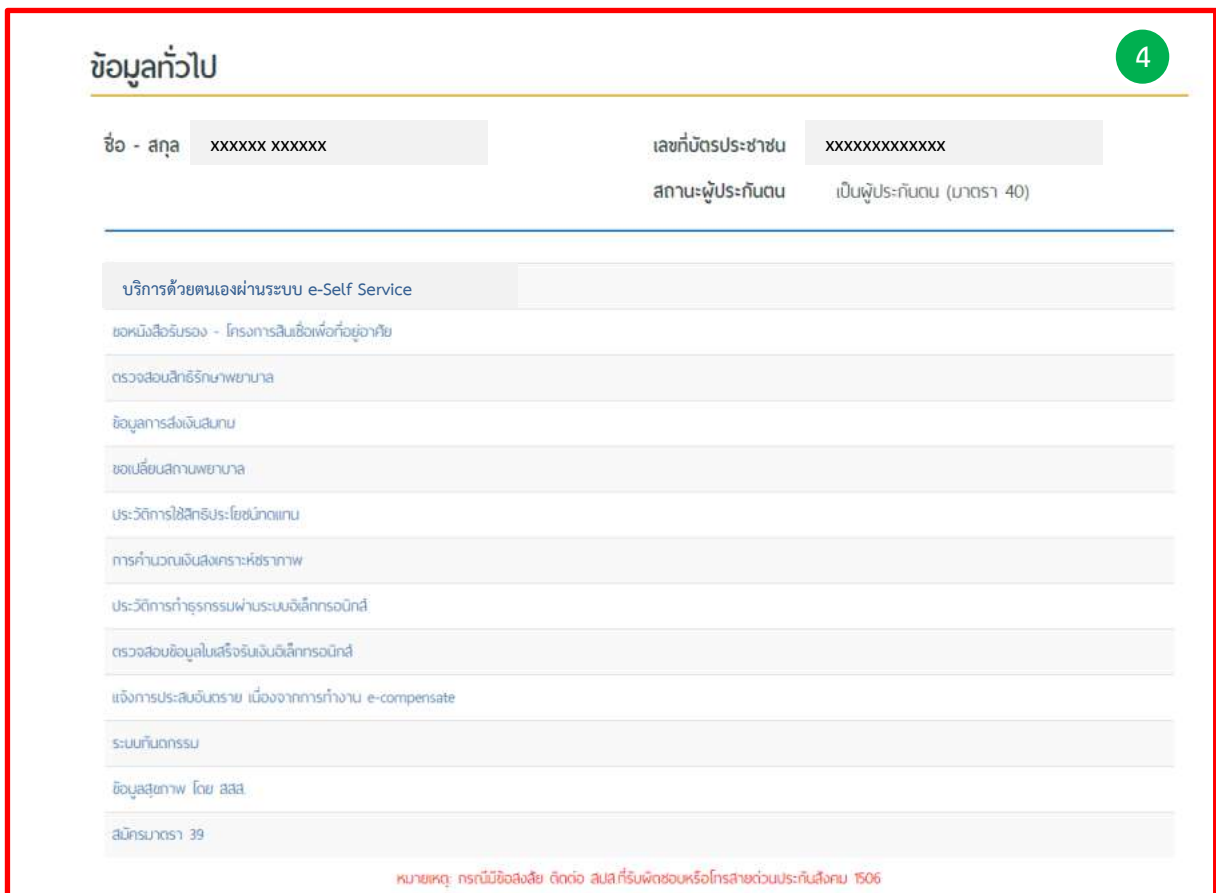 ข้อมูลทั่วไป
4
ชื่อ - สกุล xxxxxx xxxxxx เลขที่บัตรประชาชน xxxxxxxxxxxxx
สถานะผู้ประกันตน เป็นผู้ประกันตน (มาตรา 40)
บริการด้วยตนเองผ่านระบบ e-Self Service
ขอหนังสือรับรอง - โครงการสินเชื่อเพื่อที่อยู่อาศัย
ตรวจสอบสิทธิรักษาพยาบาล
ข้อมูลการส่งเงินสมทบ
ขอเปลี่ยนสถานพยาบาล
ประวัติการใช้สิทธิประโยชน์ทดแทน
การคำนวณเงินสงเคราะห์ชราภาพ
ประวัติการทำธุรกรรมผ่านระบบอิเล็กทรอนิกส์
ตรวจสอบข้อมูลใบเสร็จรับเงินอิเล็กทรอนิกส์
แจ้งการประสบอันตราย เนื่องจากการทำงาน e-compensate
ระบบทันตกรรม
ข้อมูลสุขภาพ โดย สสส.
สมัครมาตรา 39
หมายเหตุ: กรณีมีข้อสงสัย ติดต่อ สปส.ที่รับผิดชอบหรือโทรสายด่วนประกันสังคม 1506